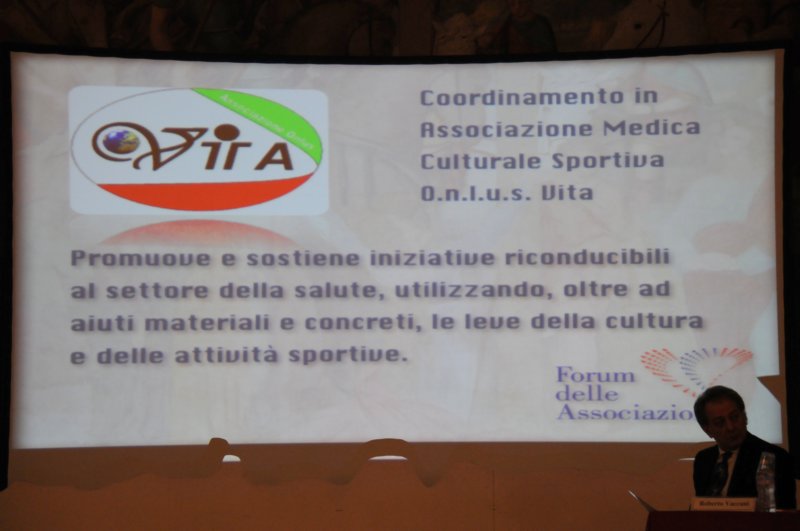 Associazione Onlus
VITA
Coordinamento in
Associazione Medica
Culturale Sportiva
O.n.l.u.s. Vita
Promuove e sostiene iniziative riconducibili
al settore della salute, utilizzando, oltre ad
aiuti materiali e concreti, le leve della cultura
e delle attività sportive.
Forum
delle
Associazio
Roberto Vaccani